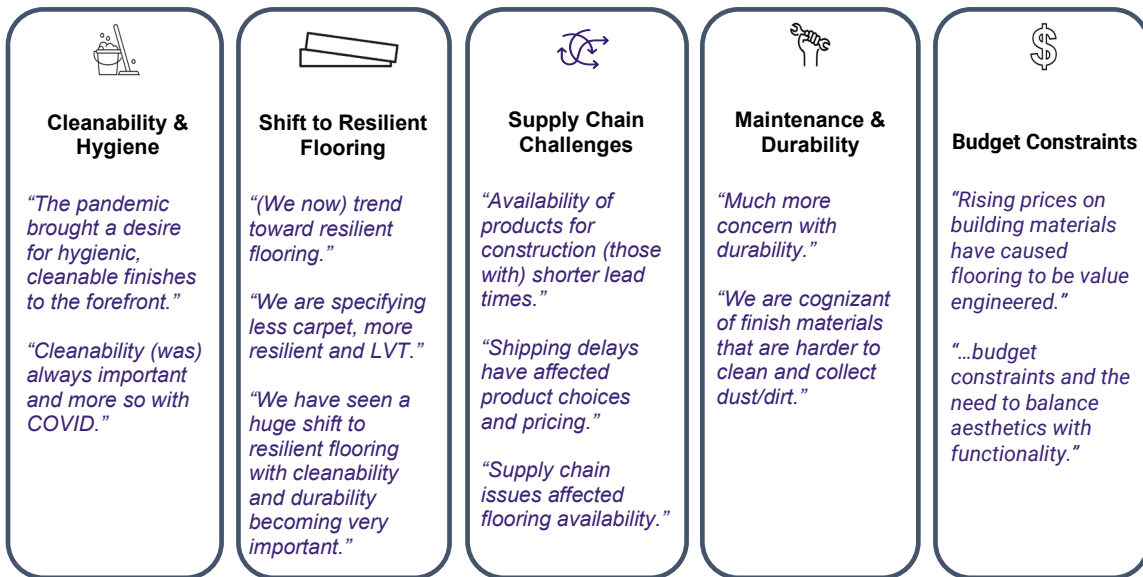 Cleanability &
Hygiene
“The pandemic
brought a desire
for hygienic,
cleanable finishes
to the forefront.”
“Cleanability (was)
always important
and more so with
COVID.”
Shift to Resilient
Flooring
“(We now) trend
toward resilient
flooring.”
“We are specifying
less carpet, more
resilient and LVT.”
“We have seen a
huge shift to
resilient flooring
with cleanability
and durability
becoming very
important.”
Supply Chain
Challenges
“Availability of
products for
construction (those
with) shorter lead
times.”
“Shipping delays
have affected
product choices
and pricing.”
“Supply chain
issues affected
flooring availability.”
Maintenance &
Durability
“Much more
concern with
durability.”
“We are cognizant
of finish materials
that are harder to
clean and collect
dust/dirt.”
$
Budget Constraints
“Rising prices on
building materials
have caused
flooring to be value
engineered.”
“…budget
constraints and the
need to balance
aesthetics with
functionality.”